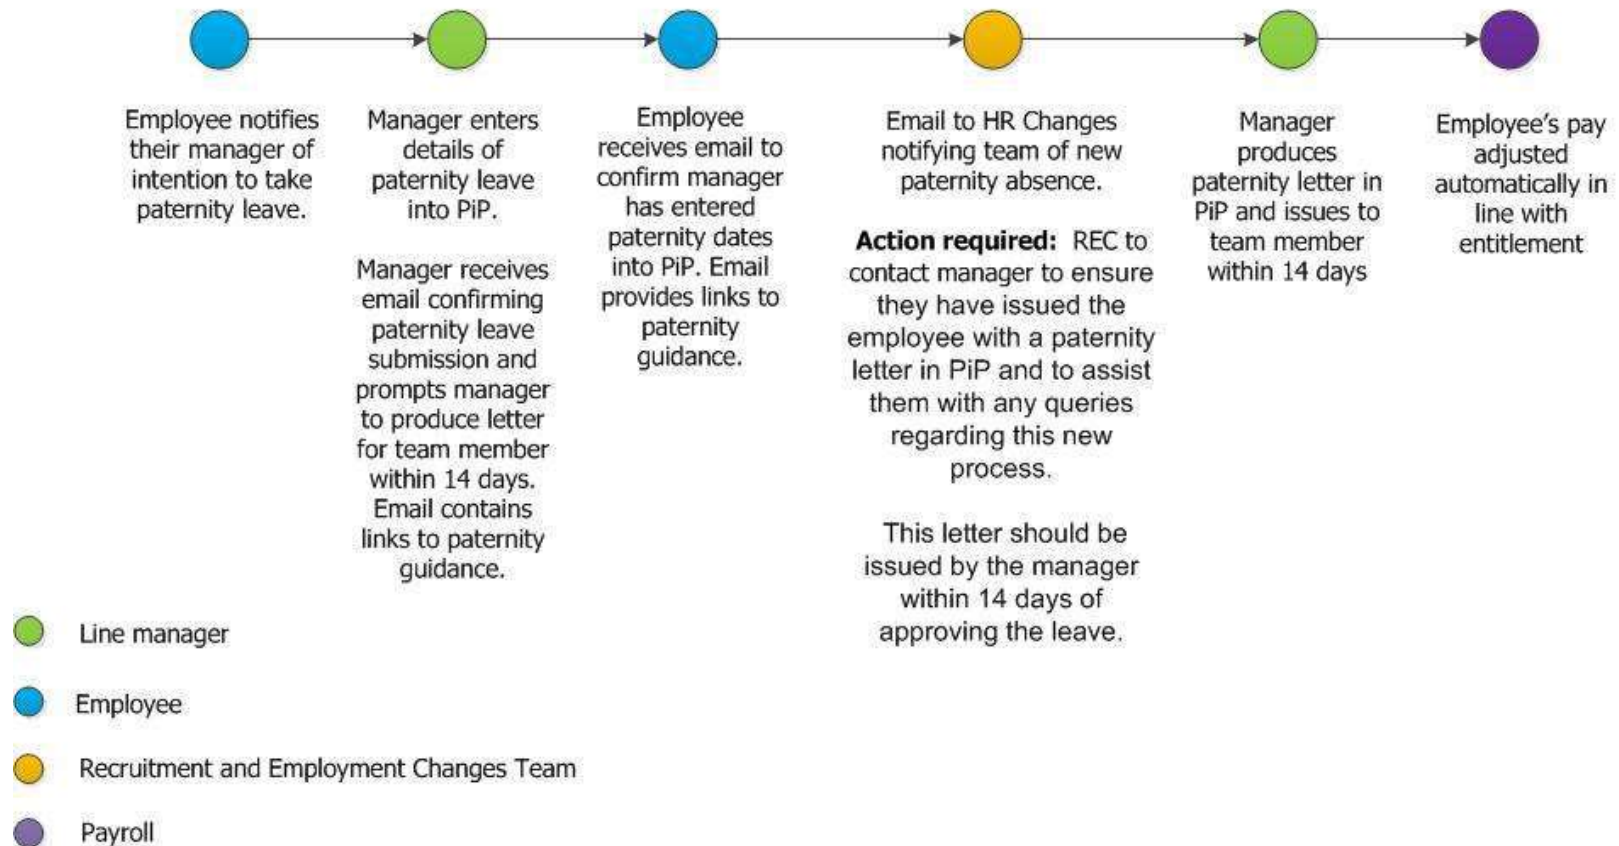 Employee notifies
their manager of
intention to take
paternity leave.
Manager enters
details of
paternity leave
into PiP.
Manager receives
email confirming
paternity leave
submission and
prompts manager
to produce letter
for team member
within 14 days.
Email contains
links to paternity
guidance.
Employee
receives email to
confirm manager
has entered
paternity dates
into PiP. Email
provides links to
paternity
guidance.
Email to HR Changes
notifying team of new
paternity absence.
Action required: REC to
contact manager to ensure
they have issued the
employee with a paternity
letter in PiP and to assist
them with any queries
regarding this new
process.
This letter should be
issued by the manager
within 14 days of
approving the leave.
Manager
produces
paternity letter in
PiP and issues to
team member
within 14 days
Employee's pay
adjusted
automatically in
line with
entitlement
Line manager
Employee
Recruitment and Employment Changes Team
Payroll